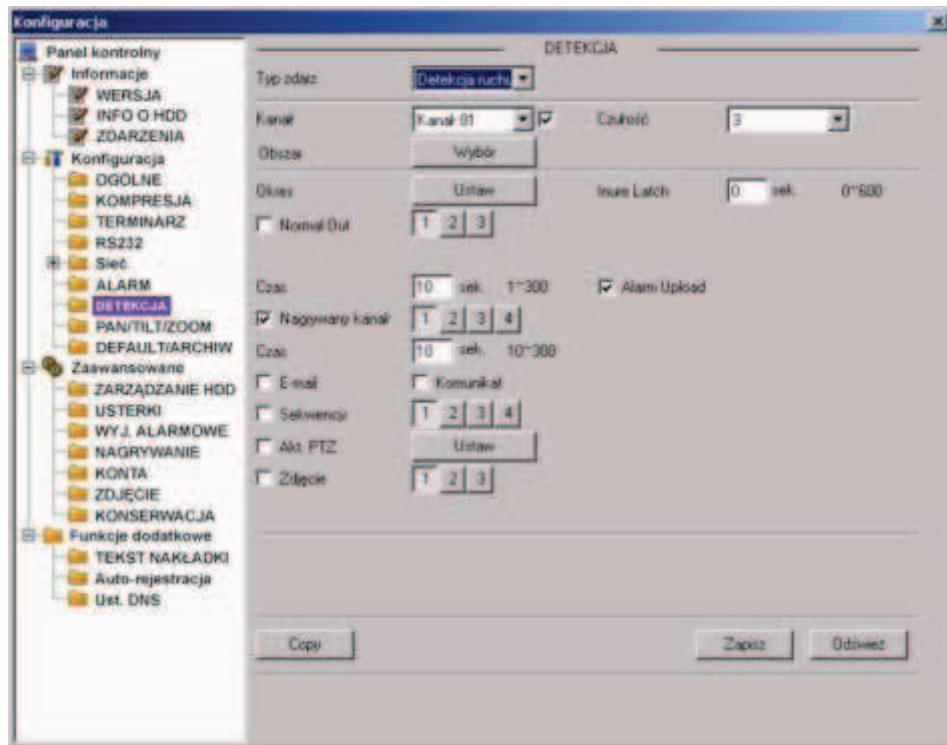 Konfiguracja
Panel kontrolny
Informacje
WERSJA
INFO O HDD
ZDARZENIA
Konfiguracja
OGÓLNE
KOMPRESJA
TERMINARZ
RS232
Sieć
ALARM
DETEKCJA
PAN/TILT/ZOOM
DEFAULT/ARCHIW
Zaawansowane
ZARZĄDZANIE HDD
USTERKI
WYJ. ALARMOWE
NAGRYWANIE
KONTA
ZDJĘCIE
KONSERWACJA
Funkcje dodatkowe
TEKST NAKŁADKI
Auto-rejestracja
Ust. DNS
DETEKCJA
Typ zdarz Detekcja ruchu
Kanał Kanał 01 Czułość 3
Obszar Wybór
Okres Ustaw Inure Latch 0 sek. 0~600
Normal Out 1 2 3
Czas 10 sek. 1~300 Alarm Upload
Nagrywany kanał 1 2 3 4
Czas 10 sek. 10~300
E-mail Komunikat
Sekwencja 1 2 3 4
Akt. PTZ Ustaw
Zdjęcie 1 2 3
Copy Zapisz Odśwież